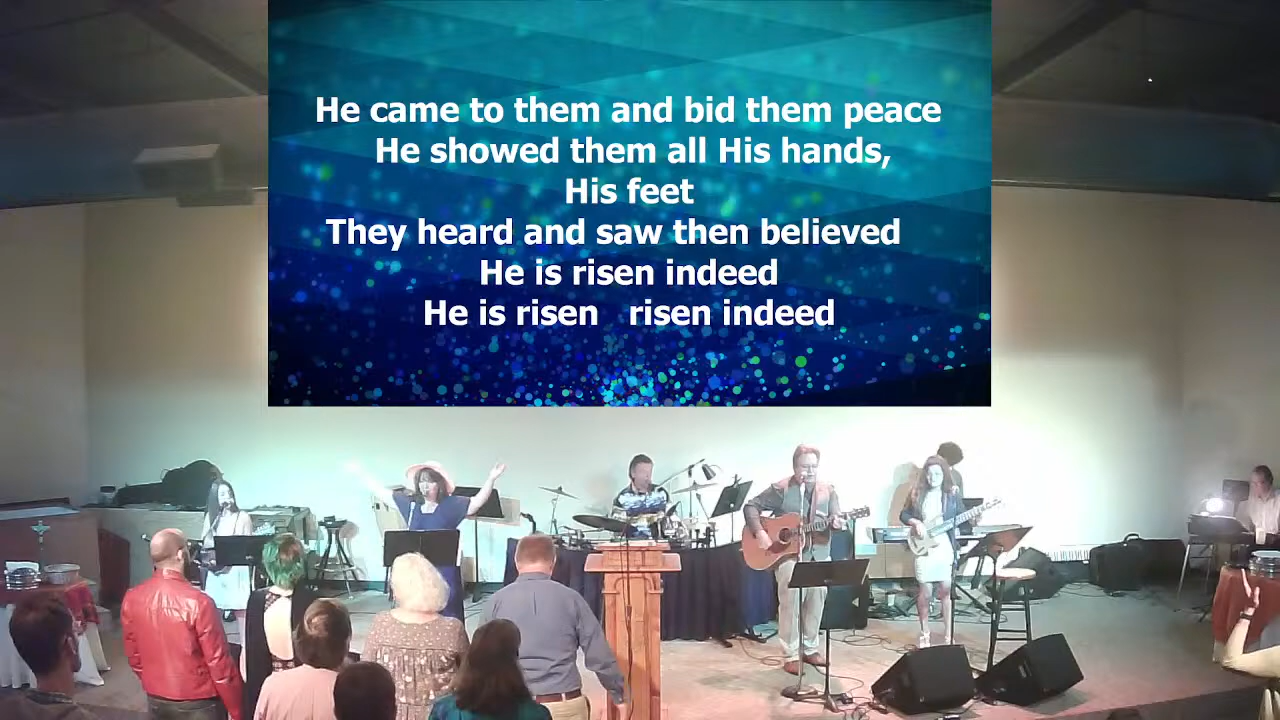 He came to them and bid them peace
He showed them all His hands,
His feet
They heard and saw then believed
He is risen indeed
He is risen risen indeed